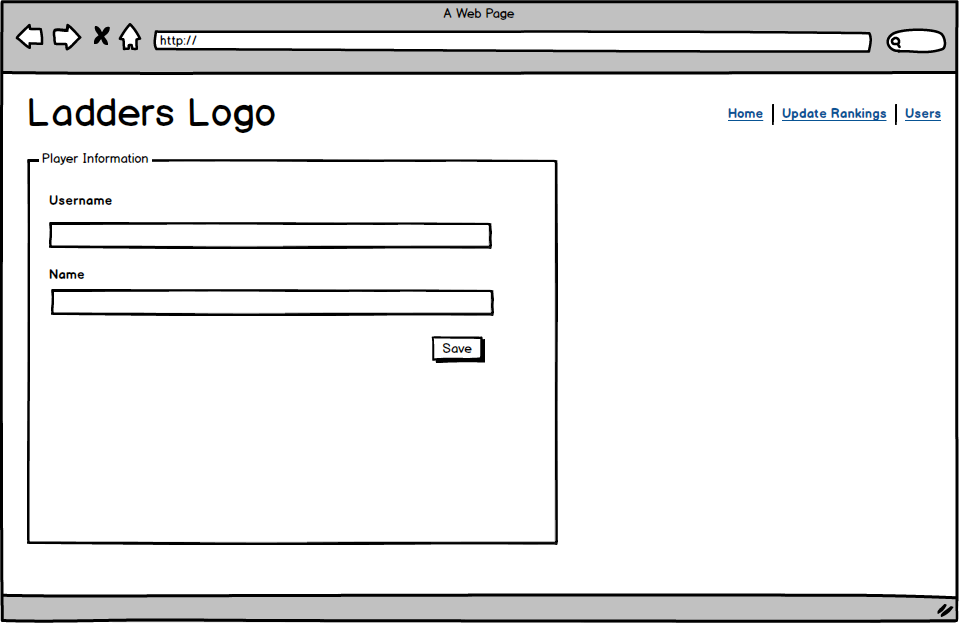 A Web Page
http://
Ladders Logo
Home | Update Rankings | Users
Player Information
Username
Name
Save